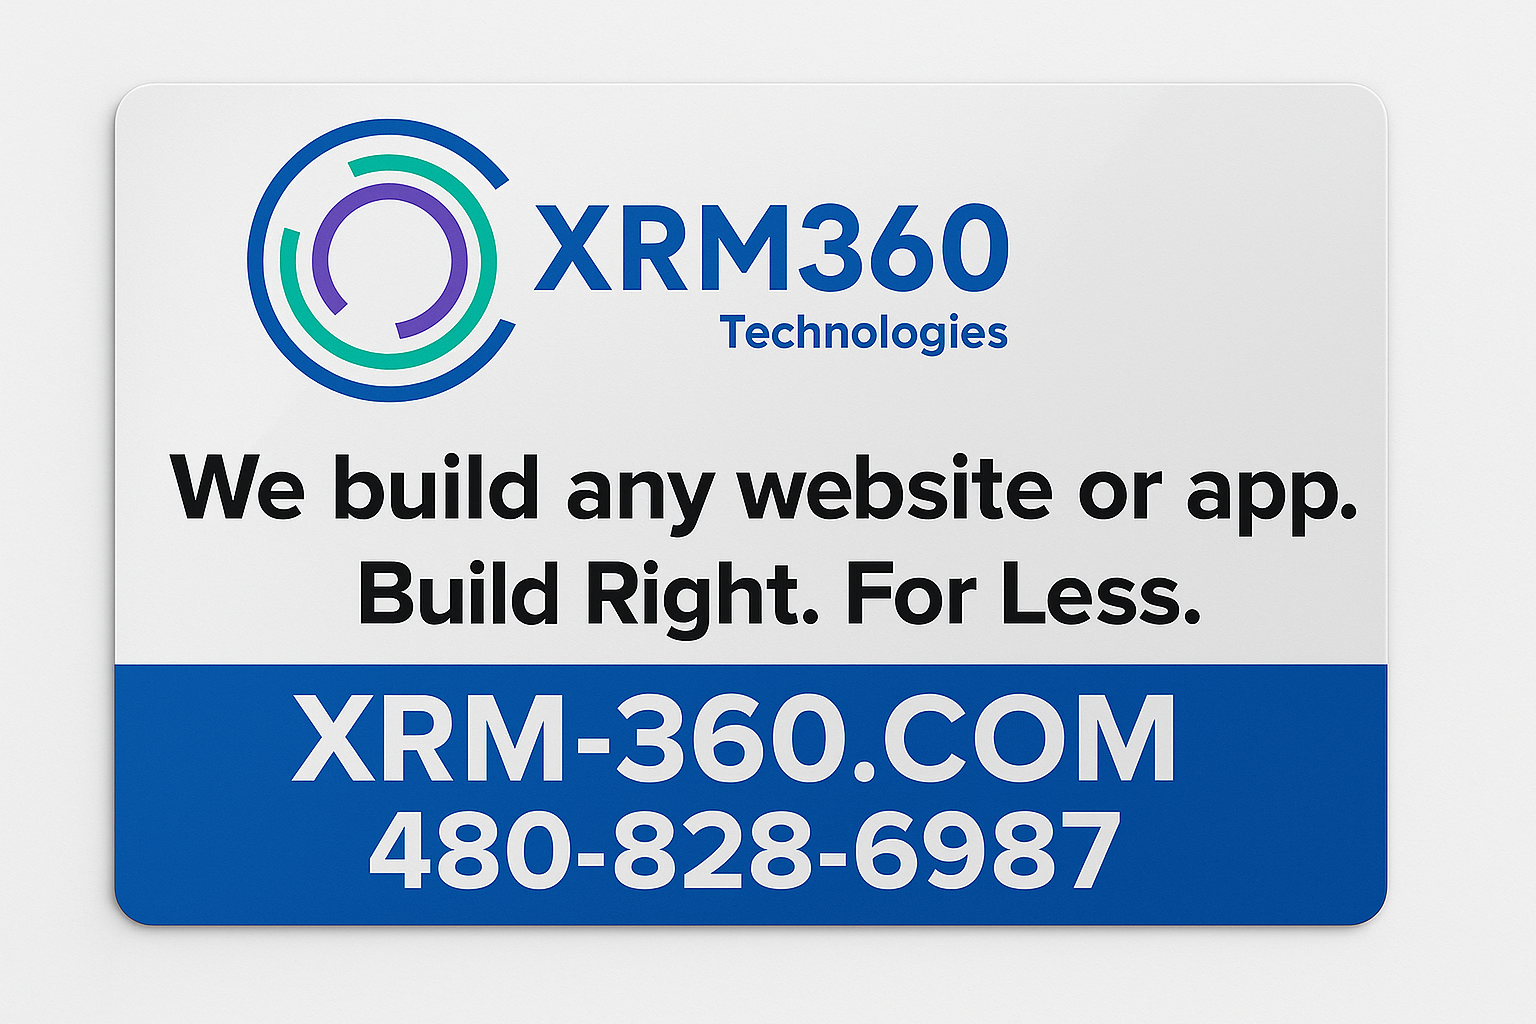 XRM360
Technologies
We build any website or app.
Build Right. For Less.
XRM-360.COM
480-828-6987